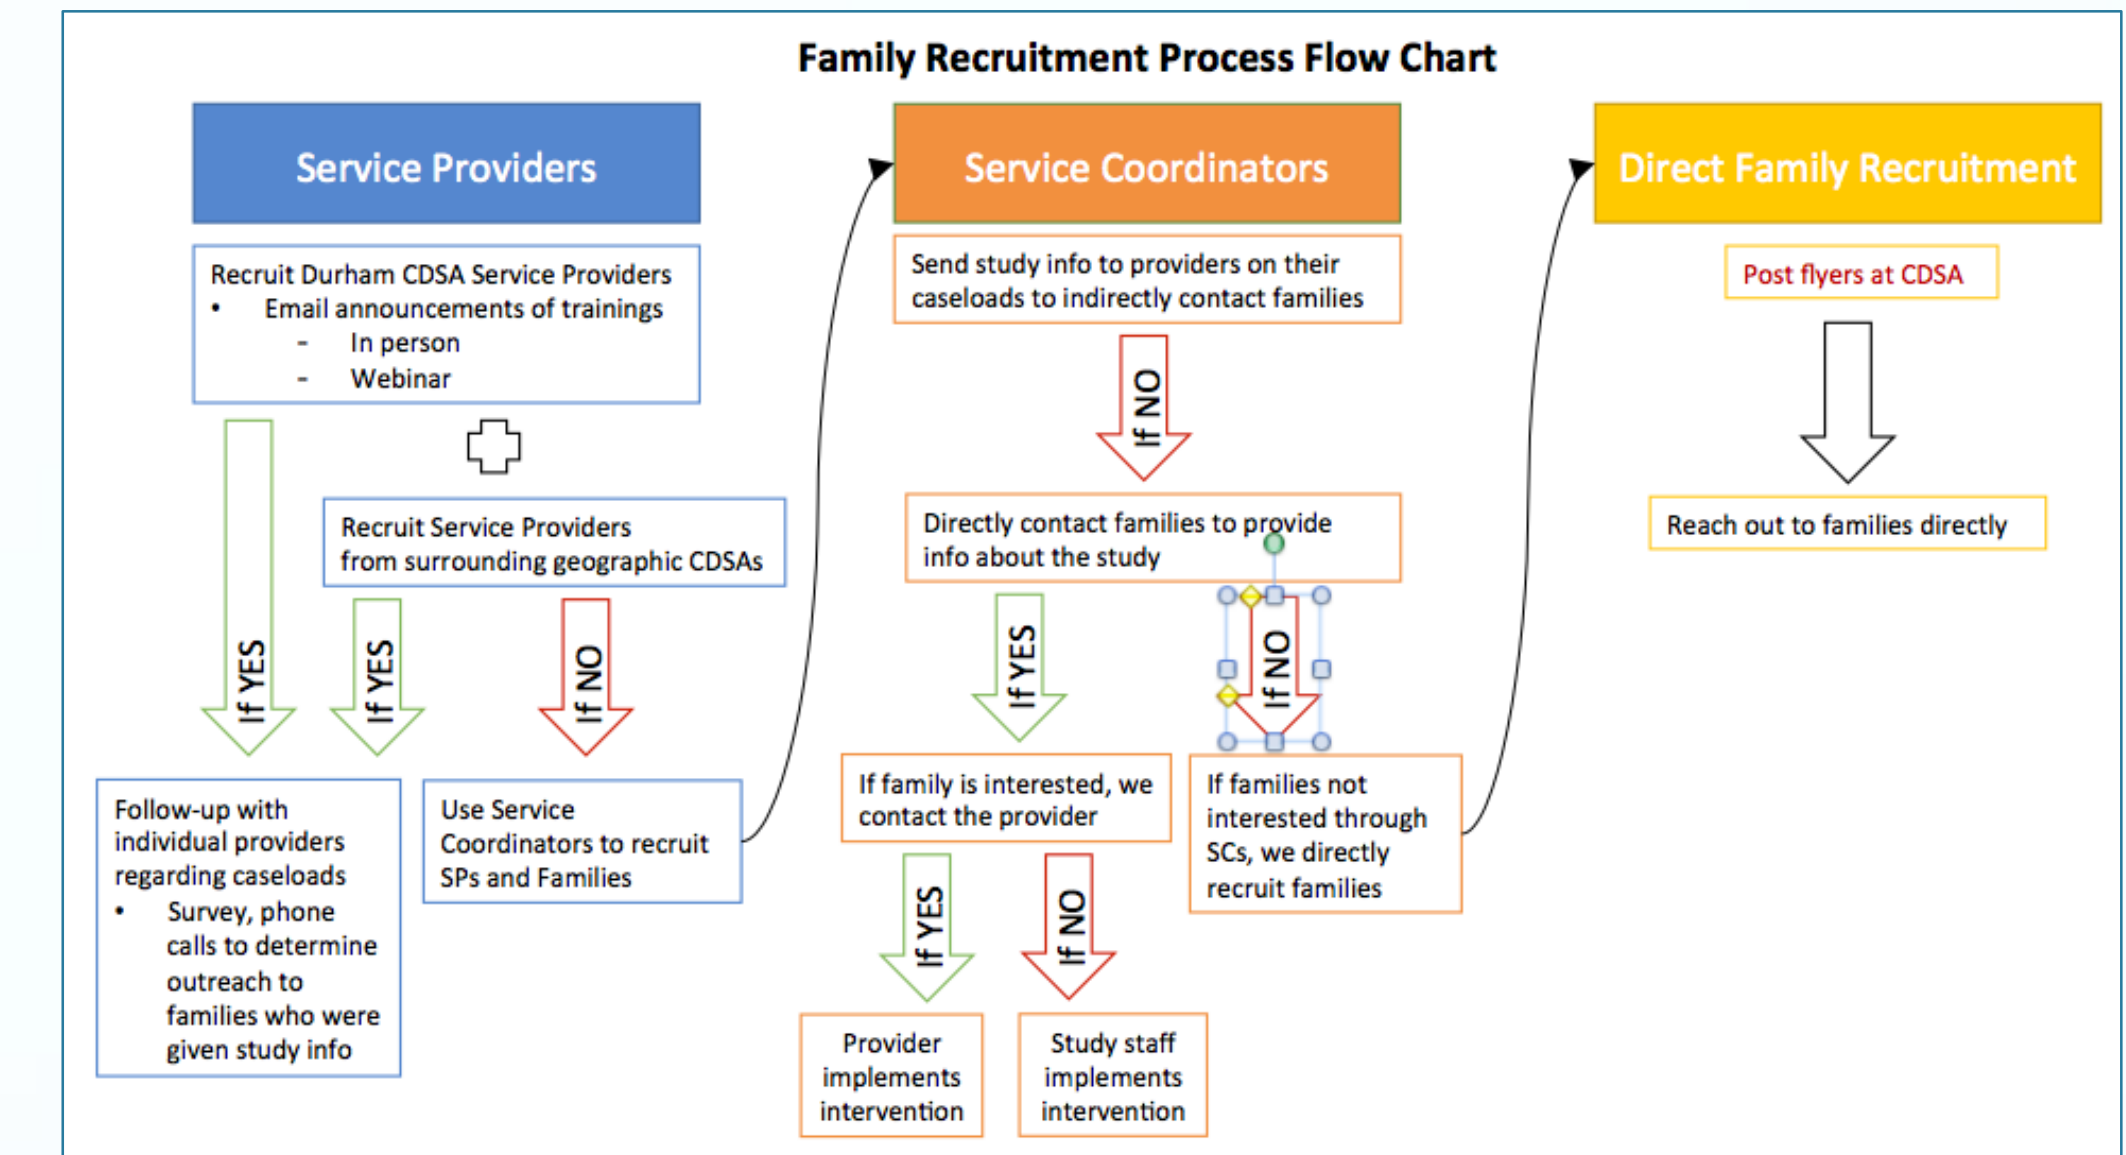 Family Recruitment Process Flow Chart
Service Providers
Recruit Durham CDSA Service Providers
• Email announcements of trainings
- In person
- Webinar
Recruit Service Providers
from surrounding geographic CDSAs
If YES
If YES
If NO
Follow-up with
individual providers
regarding caseloads
• Survey, phone
calls to determine
outreach to
families who were
given study info
Use Service
Coordinators to recruit
SPs and Families
Service Coordinators
Send study info to providers on their
caseloads to indirectly contact families
If NO
Directly contact families to provide
info about the study
If YES
If NO
If family is interested, we
contact the provider
If families not
interested through
SCs, we directly
recruit families
If YES
If NO
Provider
implements
intervention
Study staff
implements
intervention
Direct Family Recruitment
Post flyers at CDSA
Reach out to families directly